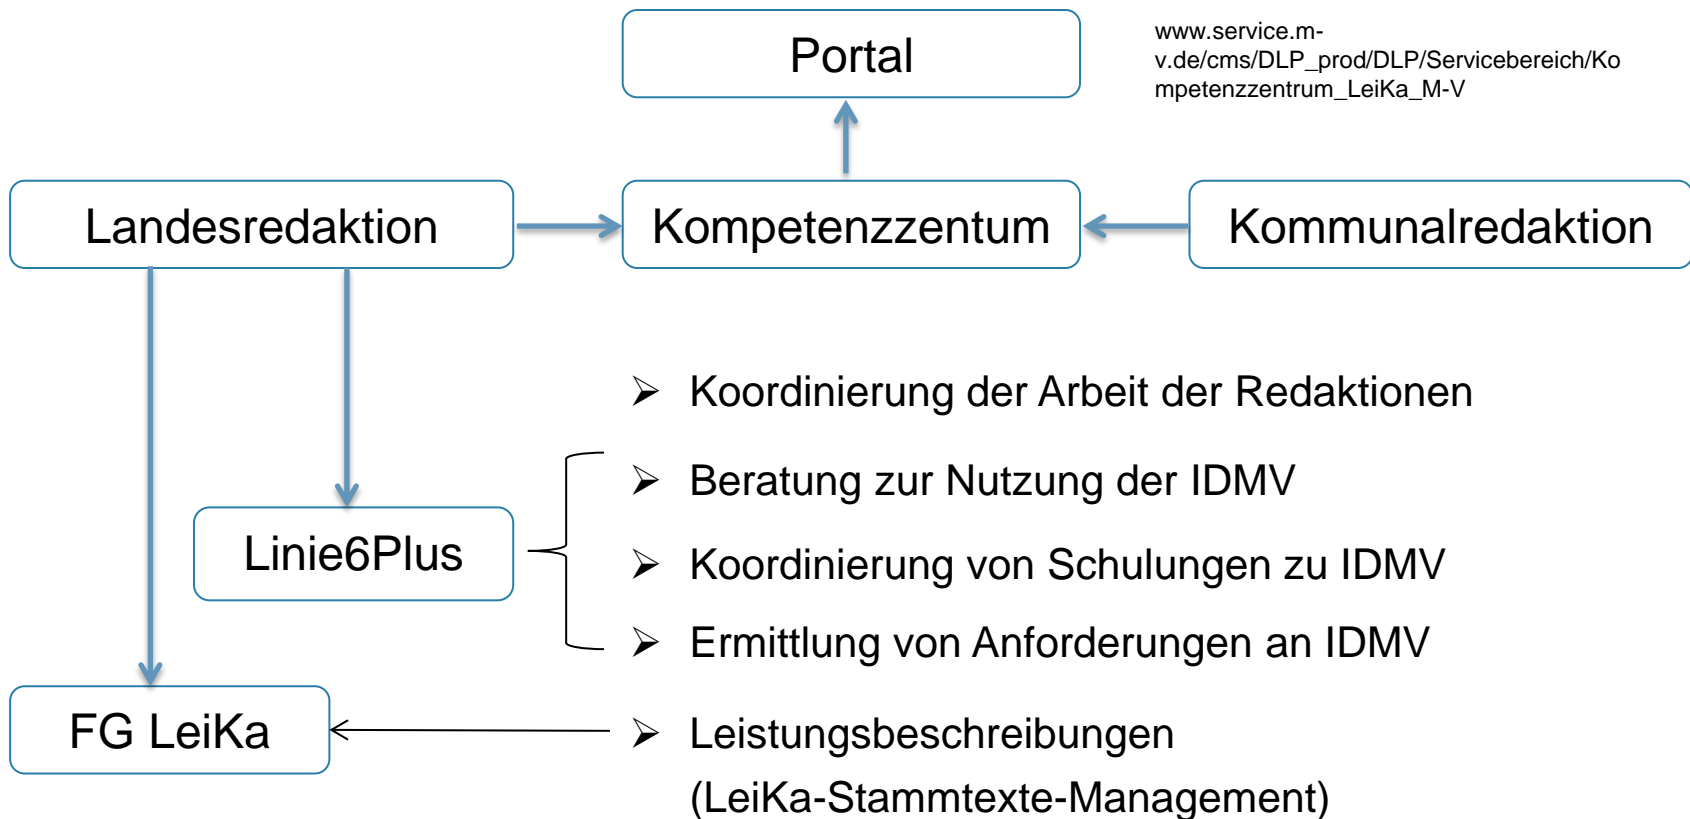 Portal
www.service.m-
v.de/cms/DLP_prod/DLP/Servicebereich/Ko
mpetenzzentrum_LeiKa_M-V
Landesredaktion
Kompetenzzentum
Kommunalredaktion
➢ Koordinierung der Arbeit der Redaktionen
➢ Beratung zur Nutzung der IDMV
Linie6Plus
➢ Koordinierung von Schulungen zu IDMV
➢ Ermittlung von Anforderungen an IDMV
FG LeiKa
➢ Leistungsbeschreibungen
(LeiKa-Stammtexte-Management)